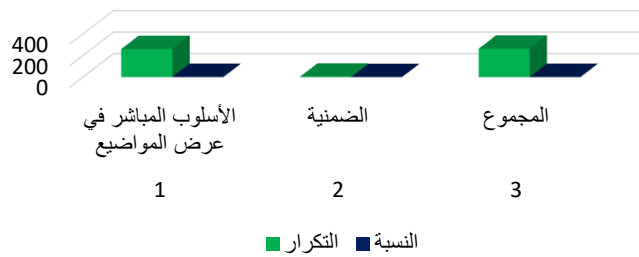 400
200
0
الأسلوب المباشر في
عرض المواضيع
الضمنية
المجموع
1
2
3
التكرار
النسبة